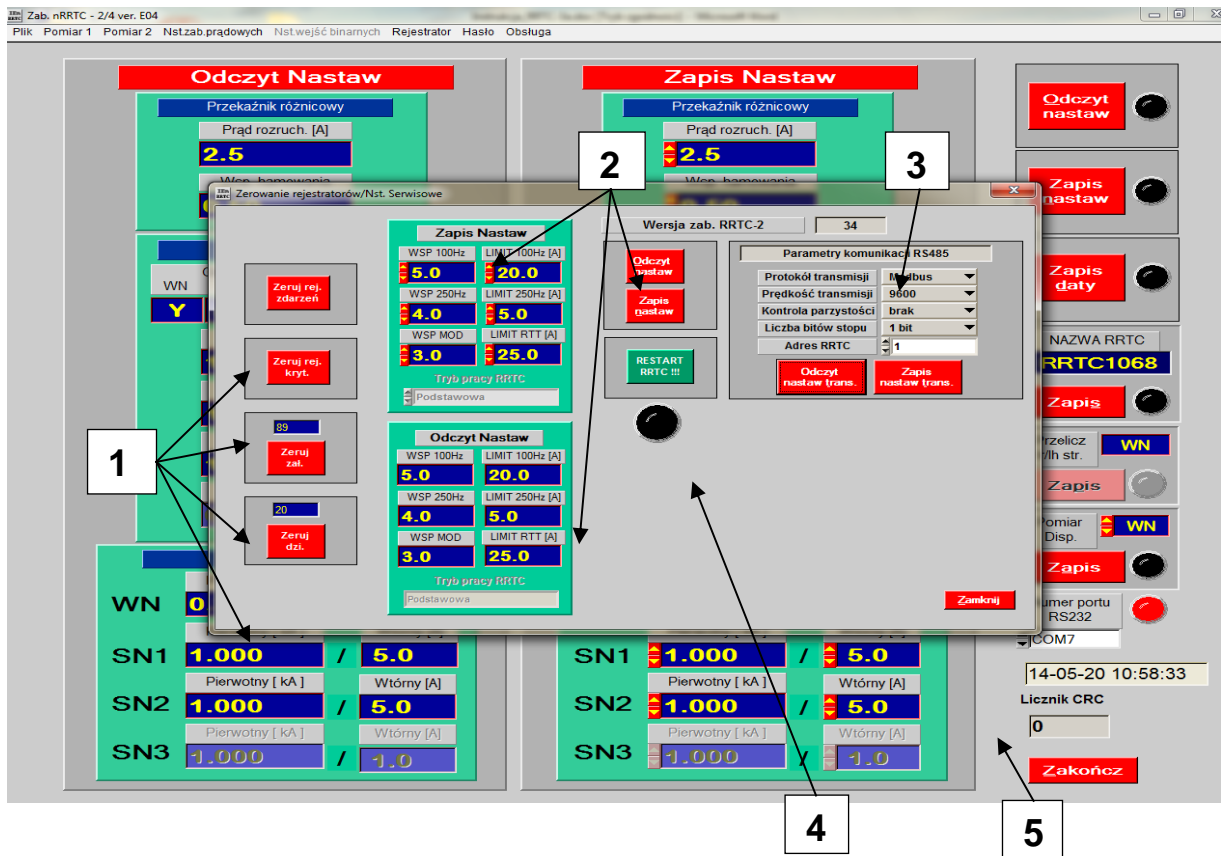 Zab. nRRTC - 2/4 ver. E04
Plik Pomiar 1 Pomiar 2 Nst.zab.prądowych Nst.wejść binarnych Rejestrator Hasło Obsługa
Odczyt Nastaw
Przekaźnik różnicowy
Prąd rozruch. [A]
2.5
Wsp. hamowania
WN
Y
Zapis Nastaw
Przekaźnik różnicowy
Prąd rozruch. [A]
2.5
Wsp. hamowania
Odczyt
nastaw
Zapis
nastaw
Zapis
daty
NAZWA RRTC
RRTC1068
Zapis
WN
Zapis
Pomiar
Disp.
WN
Zapis
Numer portu
RS232
COM7
14-05-20 10:58:33
Licznik CRC
0
Zakończ
Zerowanie rejestratorów/Nst. Serwisowe
Zeruj rej.
zdarzeń
Zeruj rej.
kryt.
89
Zeruj
zał.
20
Zeruj
dzi.
Zapis Nastaw
WSP 100Hz LIMIT 100Hz [A]
5.0 20.0
WSP 250Hz LIMIT 250Hz [A]
4.0 5.0
WSP MOD LIMIT RTT [A]
3.0 25.0
Tryb pracy RRTC
Podstawowa
Odczyt Nastaw
WSP 100Hz LIMIT 100Hz [A]
5.0 20.0
WSP 250Hz LIMIT 250Hz [A]
4.0 5.0
WSP MOD LIMIT RTT [A]
3.0 25.0
Tryb pracy RRTC
Podstawowa
Wersja zab. RRTC-2 34
Odczyt
nastaw
Zapis
nastaw
RESTART
RRTC !!!
Parametry komunikacji RS485
Protokół transmisji Modbus
Prędkość transmisji 9600
Kontrola parzystości brak
Liczba bitów stopu 1 bit
Adres RRTC 1
Odczyt
nastaw trans.
Zapis
nastaw trans.
Zamknij
WN 0
SN1 1.000 / 5.0
Pierwotny [ kA ] Wtórny [A]
SN2 1.000 / 5.0
Pierwotny [ kA ] Wtórny [A]
SN3 1.000 / 1.0
SN1 1.000 / 5.0
Pierwotny [ kA ] Wtórny [A]
SN2 1.000 / 5.0
Pierwotny [ kA ] Wtórny [A]
SN3 1.000 / 1.0
1
2
3
4
5